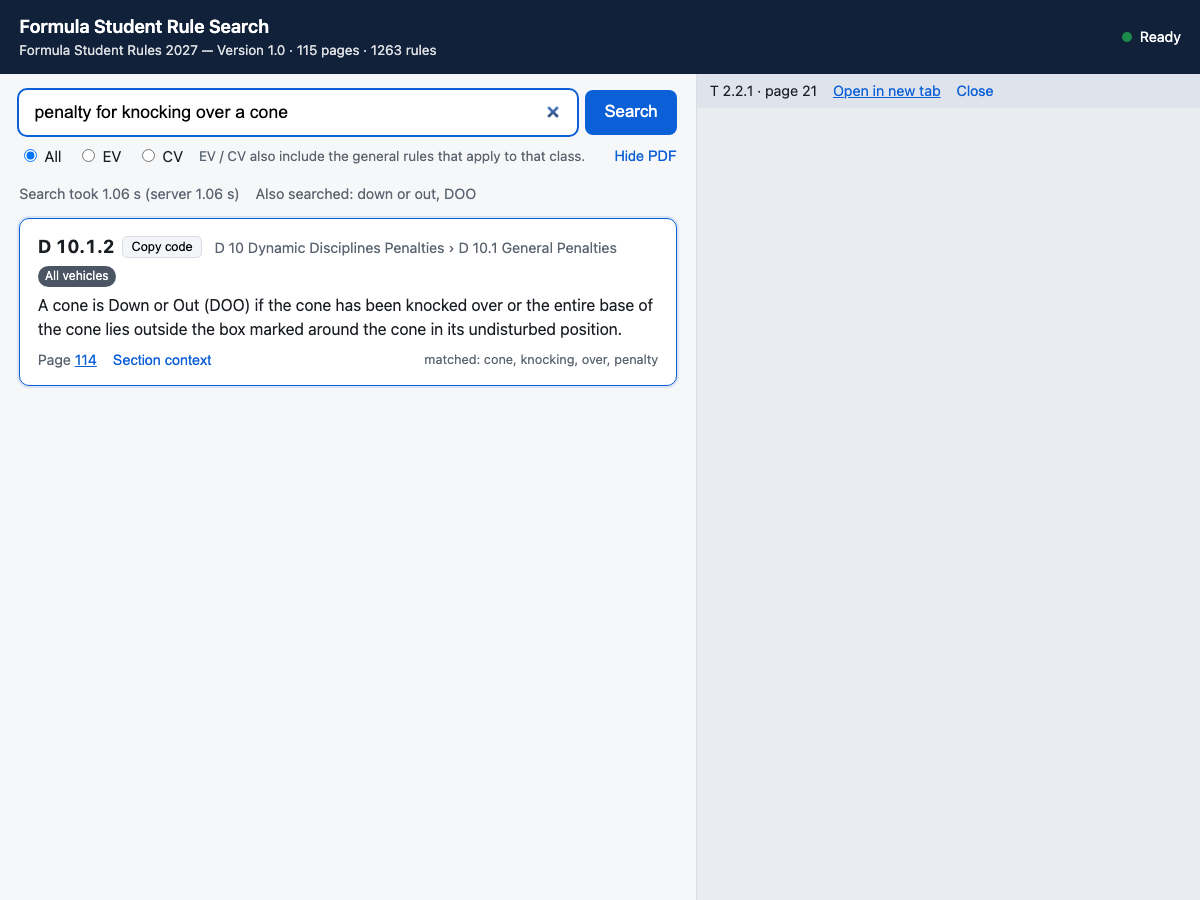 Formula Student Rule Search
Formula Student Rules 2027 — Version 1.0 · 115 pages · 1263 rules
Ready
penalty for knocking over a cone
Search
All EV CV EV / CV also include the general rules that apply to that class. Hide PDF
Search took 1.06 s (server 1.06 s) Also searched: down or out, DOO
D 10.1.2 Copy code D 10 Dynamic Disciplines Penalties › D 10.1 General Penalties
All vehicles
A cone is Down or Out (DOO) if the cone has been knocked over or the entire base of
the cone lies outside the box marked around the cone in its undisturbed position.
Page 114 Section context matched: cone, knocking, over, penalty
T 2.2.1 · page 21 Open in new tab Close